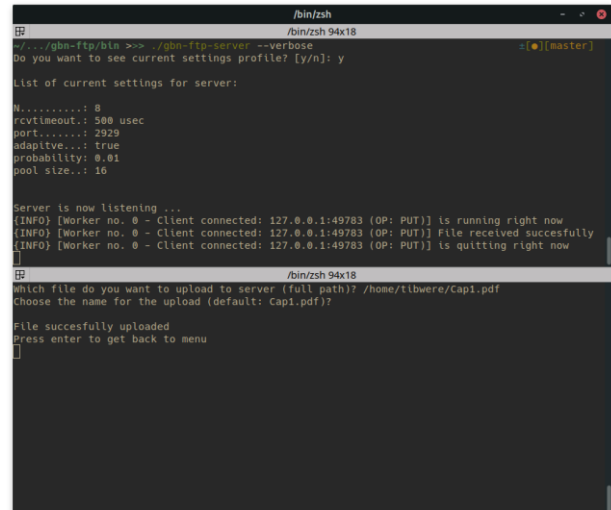 /bin/zsh
/bin/zsh 94x18
~/.../gbn-ftp/bin >>> ./gbn-ftp-server --verbose ±[●][master]
Do you want to see current settings profile? [y/n]: y
List of current settings for server:
N..........: 8
rcvtimeout.: 500 usec
port.......: 2929
adapitve...: true
probability: 0.01
pool size..: 16
Server is now listening ...
{INFO} [Worker no. 0 - Client connected: 127.0.0.1:49783 (OP: PUT)] is running right now
{INFO} [Worker no. 0 - Client connected: 127.0.0.1:49783 (OP: PUT)] File received succesfully
{INFO} [Worker no. 0 - Client connected: 127.0.0.1:49783 (OP: PUT)] is quitting right now
/bin/zsh 94x18
Which file do you want to upload to server (full path)? /home/tibwere/Cap1.pdf
Choose the name for the upload (default: Cap1.pdf)?
File succesfully uploaded
Press enter to get back to menu